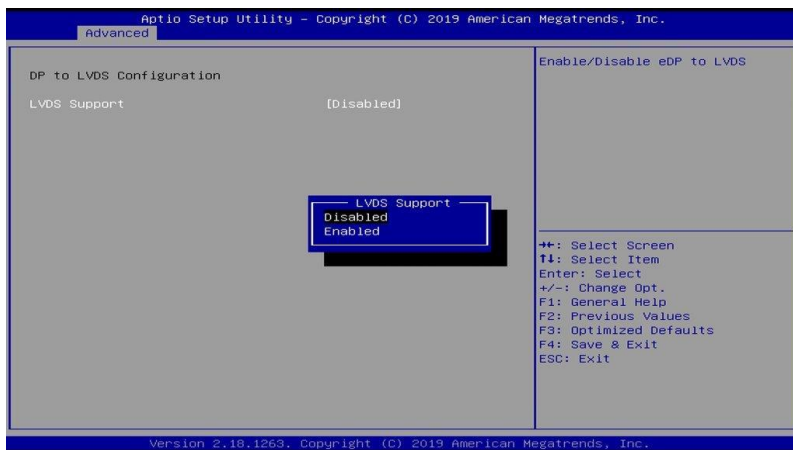 Aptio Setup Utility – Copyright (C) 2019 American Megatrends, Inc.
Advanced
DP to LVDS Configuration
LVDS Support [Disabled]
LVDS Support
Disabled
Enabled
Enable/Disable eDP to LVDS
→←: Select Screen
↑↓: Select Item
Enter: Select
+/-: Change Opt.
F1: General Help
F2: Previous Values
F3: Optimized Defaults
F4: Save & Exit
ESC: Exit
Version 2.18.1263. Copyright (C) 2019 American Megatrends, Inc.